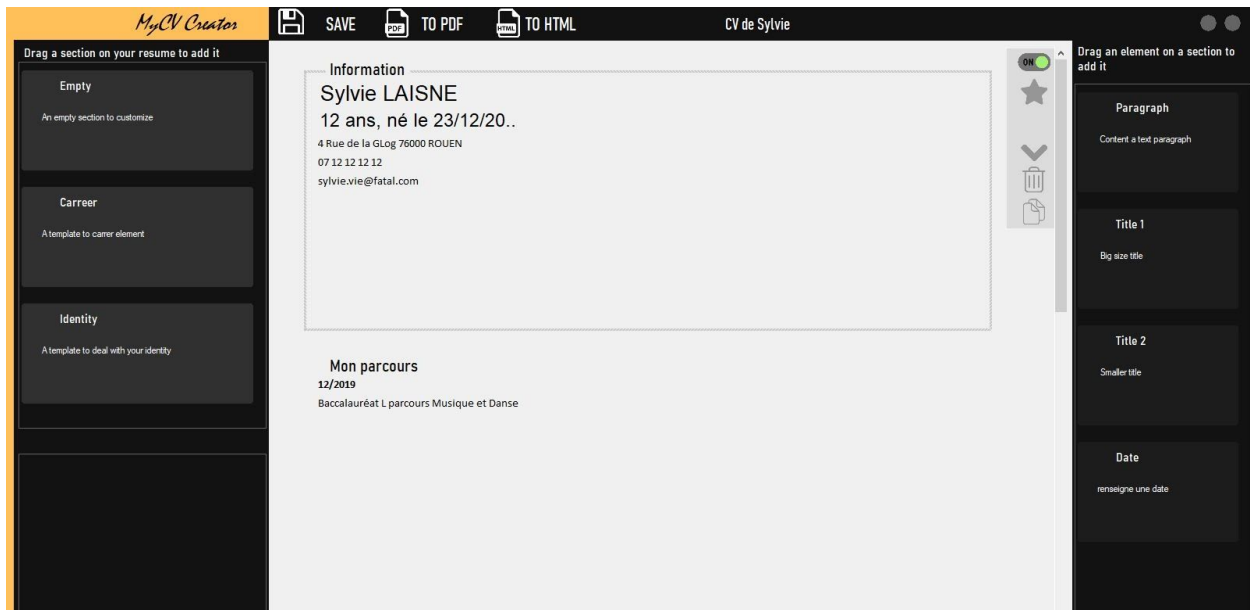 MyCV Creator
SAVE
PDF
TO PDF
HTML
TO HTML
CV de Sylvie
Drag a section on your resume to add it
Empty
An empty section to customize
Carreer
A template to carrer element
Identity
A template to deal with your identity
Information
Sylvie LAISNE
12 ans, né le 23/12/20..
4 Rue de la GLog 76000 ROUEN
07 12 12 12 12
sylvie.vie@fatal.com
ON
Mon parcours
12/2019
Baccalauréat L parcours Musique et Danse
Drag an element on a section to
add it
Paragraph
Content a text paragraph
Title 1
Big size title
Title 2
Smaller title
Date
renseigne une date